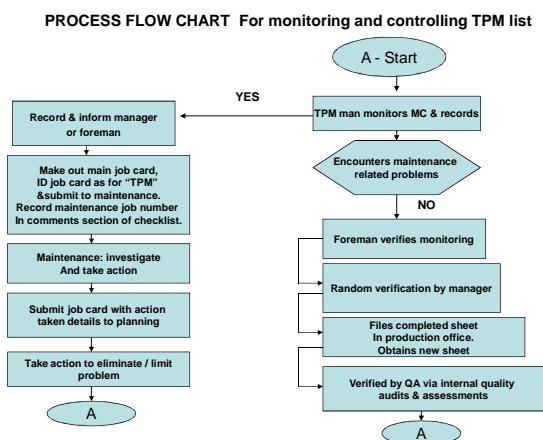 PROCESS FLOW CHART For monitoring and controlling TPM list
A - Start
TPM man monitors MC & records
YES
Encounters maintenance
related problems
NO
Foreman verifies monitoring
Random verification by manager
Files completed sheet
In production office.
Obtains new sheet
Verified by QA via internal quality
audits & assessments
A
Record & inform manager
or foreman
Make out main job card,
ID job card as for “TPM”
&submit to maintenance.
Record maintenance job number
In comments section of checklist.
Maintenance: investigate
And take action
Submit job card with action
taken details to planning
Take action to eliminate / limit
problem
A